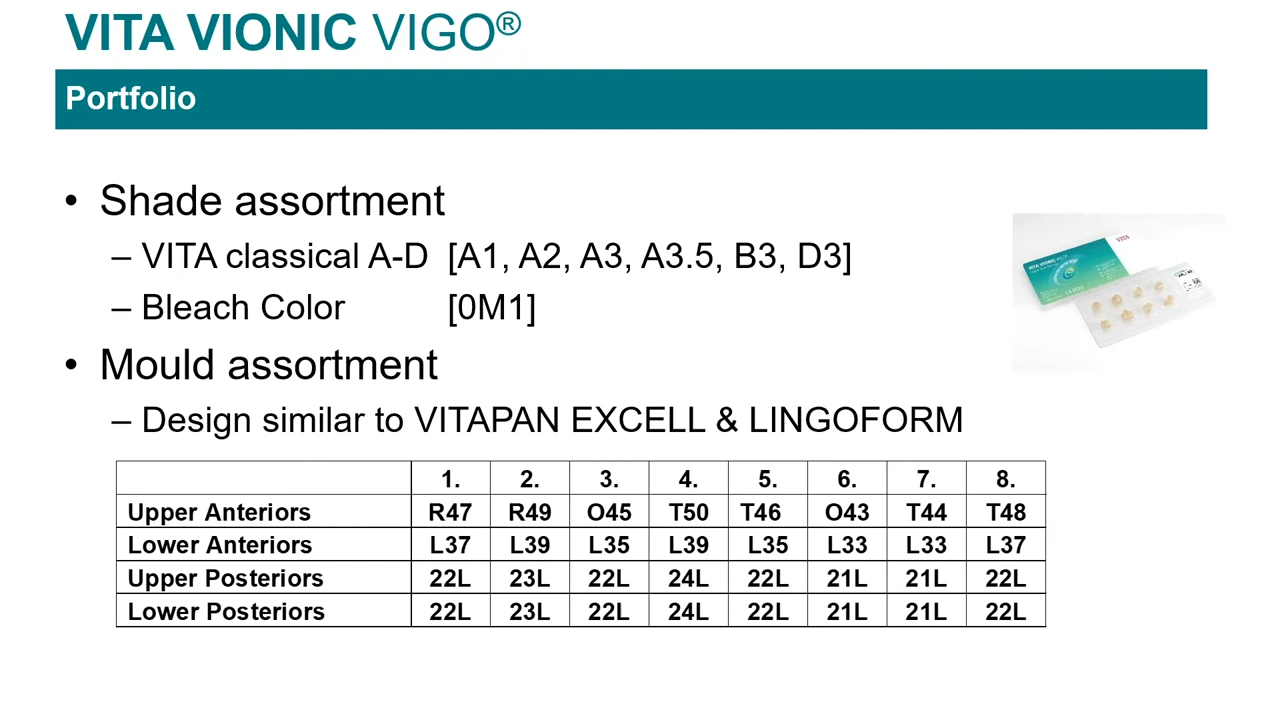 VITA VIONIC VIGO®
Portfolio
• Shade assortment
– VITA classical A-D [A1, A2, A3, A3.5, B3, D3]
– Bleach Color [0M1]
• Mould assortment
– Design similar to VITAPAN EXCELL & LINGOFORM
1. 2. 3. 4. 5. 6. 7. 8.
Upper Anteriors R47 R49 O45 T50 T46 O43 T44 T48
Lower Anteriors L37 L39 L35 L39 L35 L33 L33 L37
Upper Posteriors 22L 23L 22L 24L 22L 21L 21L 22L
Lower Posteriors 22L 23L 22L 24L 22L 21L 21L 22L
VITA
VITA VIONIC